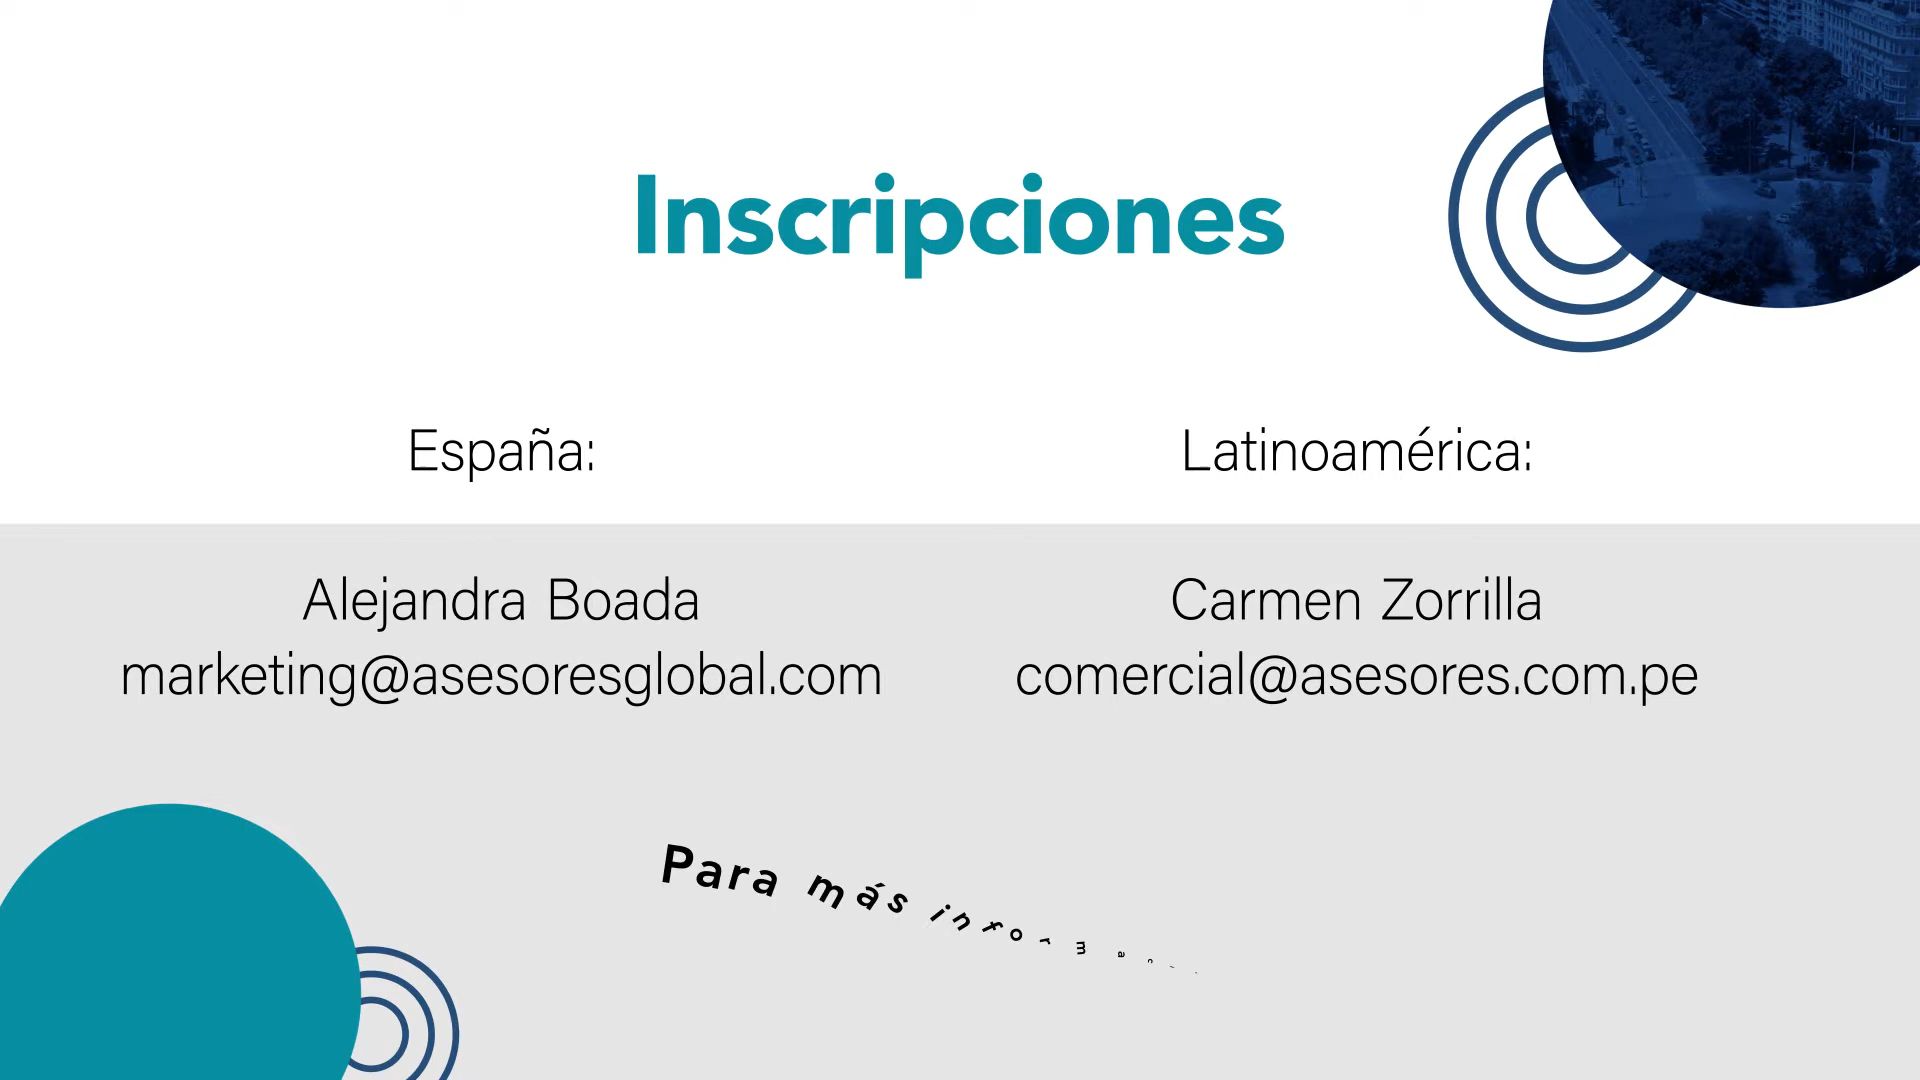 Inscripciones
España:
Latinoamérica:
Alejandra Boada
marketing@asesoresglobal.com
Carmen Zorrilla
comercial@asesores.com.pe
Para más